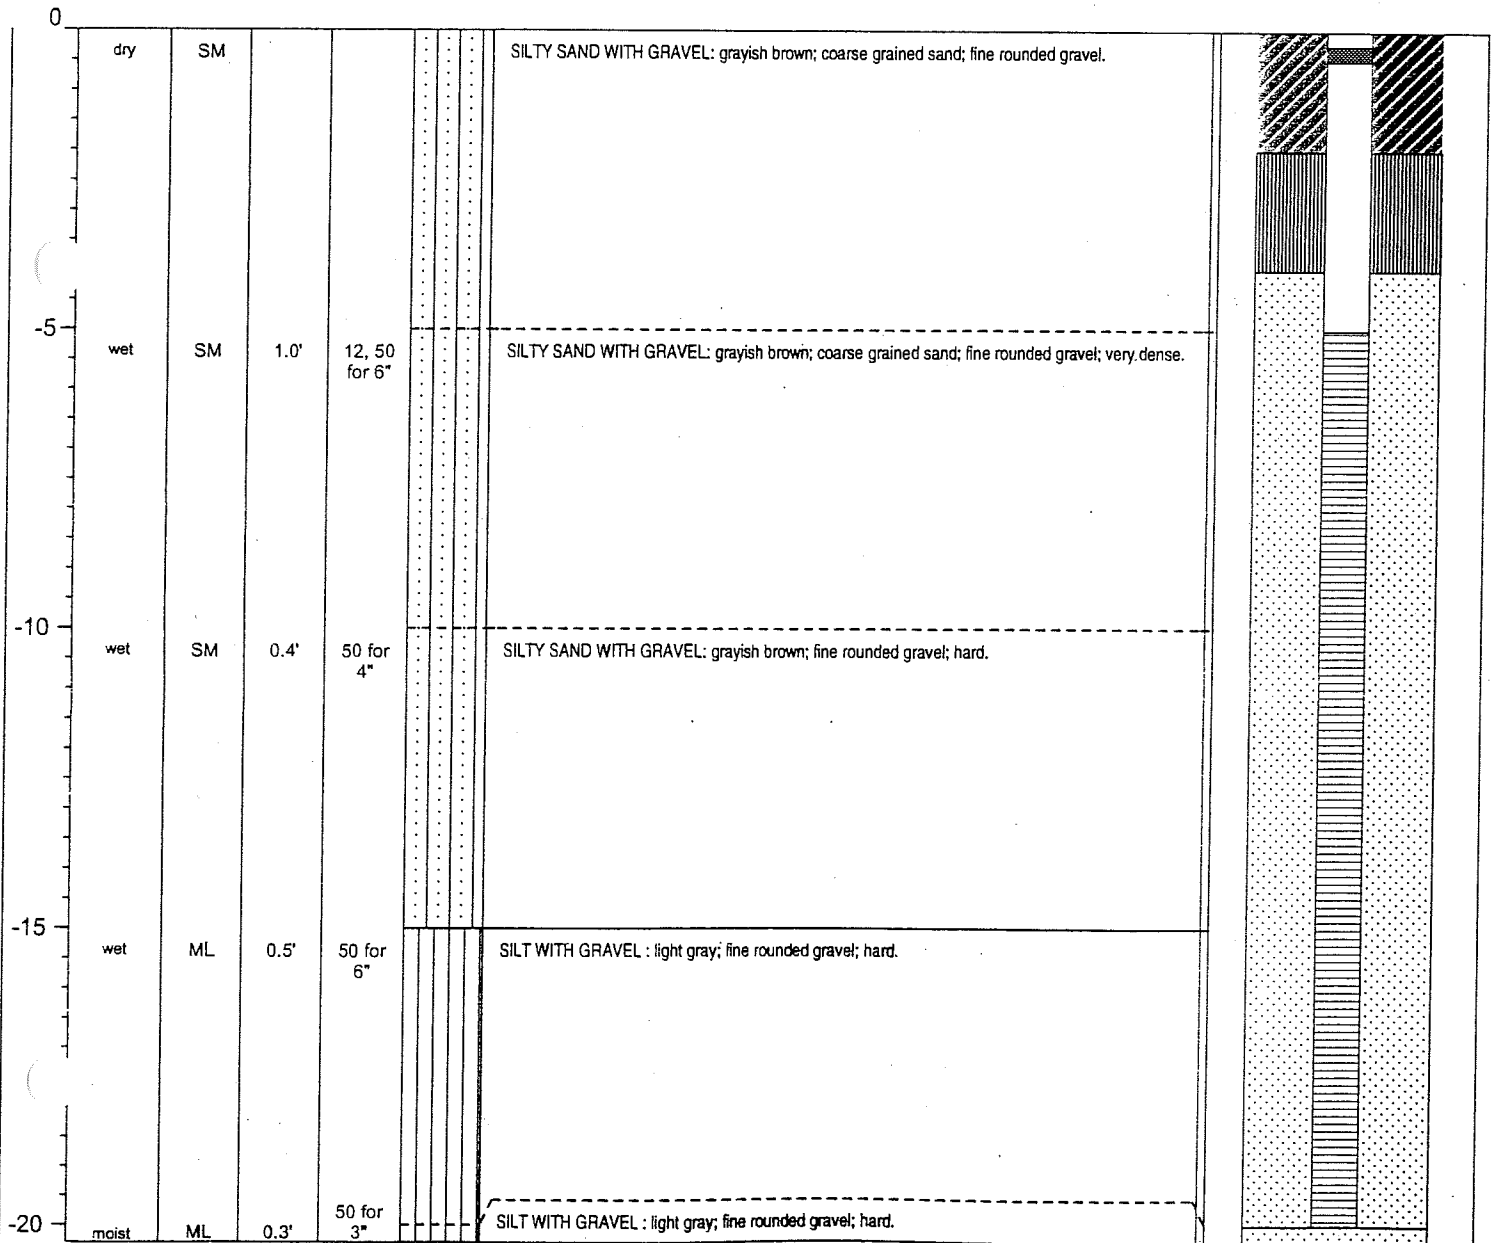 0
dry SM SILTY SAND WITH GRAVEL: grayish brown; coarse grained sand; fine rounded gravel.
-5
wet SM 1.0' 12, 50 for 6" SILTY SAND WITH GRAVEL: grayish brown; coarse grained sand; fine rounded gravel; very dense.
-10
wet SM 0.4' 50 for 4" SILTY SAND WITH GRAVEL: grayish brown; fine rounded gravel; hard.
-15
wet ML 0.5' 50 for 6" SILT WITH GRAVEL : light gray; fine rounded gravel; hard.
-20
moist ML 0.3' 50 for 3" SILT WITH GRAVEL : light gray; fine rounded gravel; hard.